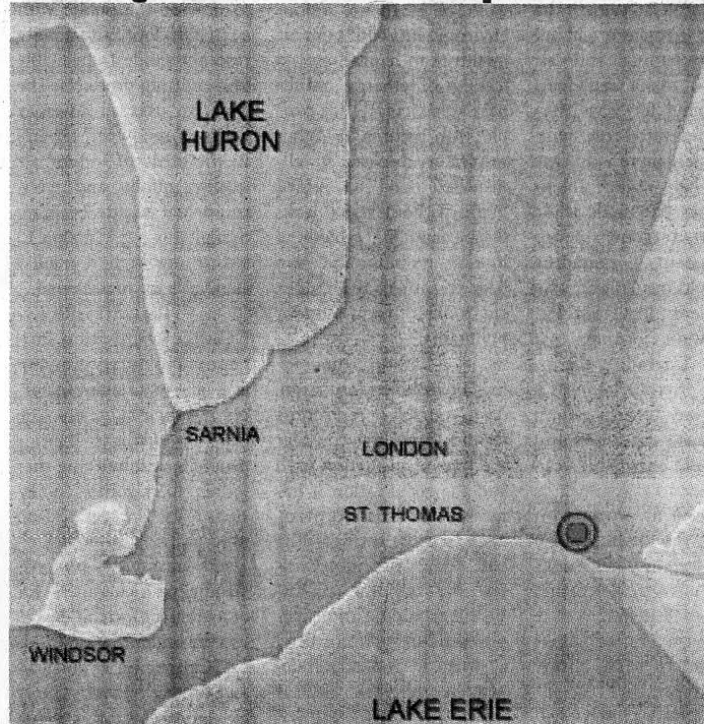 LAKE
HURON
SARNIA
LONDON
ST. THOMAS
WINDSOR
LAKE ERIE